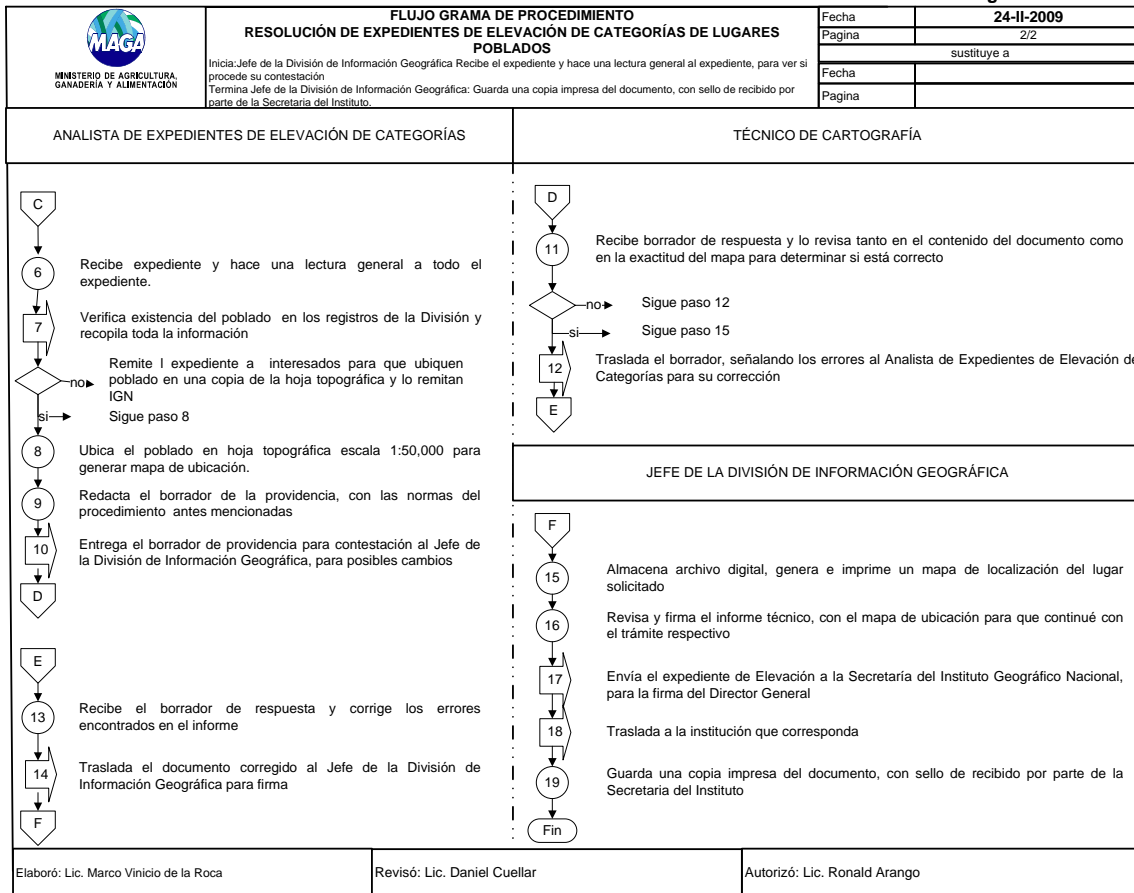 MAGA
MINISTERIO DE AGRICULTURA,
GANADERÍA Y ALIMENTACIÓN
FLUJO GRAMA DE PROCEDIMIENTO
RESOLUCIÓN DE EXPEDIENTES DE ELEVACIÓN DE CATEGORÍAS DE LUGARES
POBLADOS
Inicia:Jefe de la División de Información Geográfica Recibe el expediente y hace una lectura general al expediente, para ver si
procede su contestación
Termina Jefe de la División de Información Geográfica: Guarda una copia impresa del documento, con sello de recibido por
parte de la Secretaria del Instituto.
Fecha 24-II-2009
Pagina 2/2
sustituye a
Fecha
Pagina
ANALISTA DE EXPEDIENTES DE ELEVACIÓN DE CATEGORÍAS
C
6
Recibe expediente y hace una lectura general a todo el
expediente.
7
Verifica existencia del poblado en los registros de la División y
recopila toda la información
no
Remite l expediente a interesados para que ubiquen
poblado en una copia de la hoja topográfica y lo remitan
IGN
si
Sigue paso 8
8
Ubica el poblado en hoja topográfica escala 1:50,000 para
generar mapa de ubicación.
9
Redacta el borrador de la providencia, con las normas del
procedimiento antes mencionadas
10
Entrega el borrador de providencia para contestación al Jefe de
la División de Información Geográfica, para posibles cambios
D
E
13
Recibe el borrador de respuesta y corrige los errores
encontrados en el informe
14
Traslada el documento corregido al Jefe de la División de
Información Geográfica para firma
F
TÉCNICO DE CARTOGRAFÍA
D
11
Recibe borrador de respuesta y lo revisa tanto en el contenido del documento como
en la exactitud del mapa para determinar si está correcto
no
Sigue paso 12
si
Sigue paso 15
12
Traslada el borrador, señalando los errores al Analista de Expedientes de Elevación de
Categorías para su corrección
E
JEFE DE LA DIVISIÓN DE INFORMACIÓN GEOGRÁFICA
F
15
Almacena archivo digital, genera e imprime un mapa de localización del lugar
solicitado
16
Revisa y firma el informe técnico, con el mapa de ubicación para que continué con
el trámite respectivo
17
Envía el expediente de Elevación a la Secretaría del Instituto Geográfico Nacional,
para la firma del Director General
18
Traslada a la institución que corresponda
19
Guarda una copia impresa del documento, con sello de recibido por parte de la
Secretaria del Instituto
Fin
Elaboró: Lic. Marco Vinicio de la Roca
Revisó: Lic. Daniel Cuellar
Autorizó: Lic. Ronald Arango